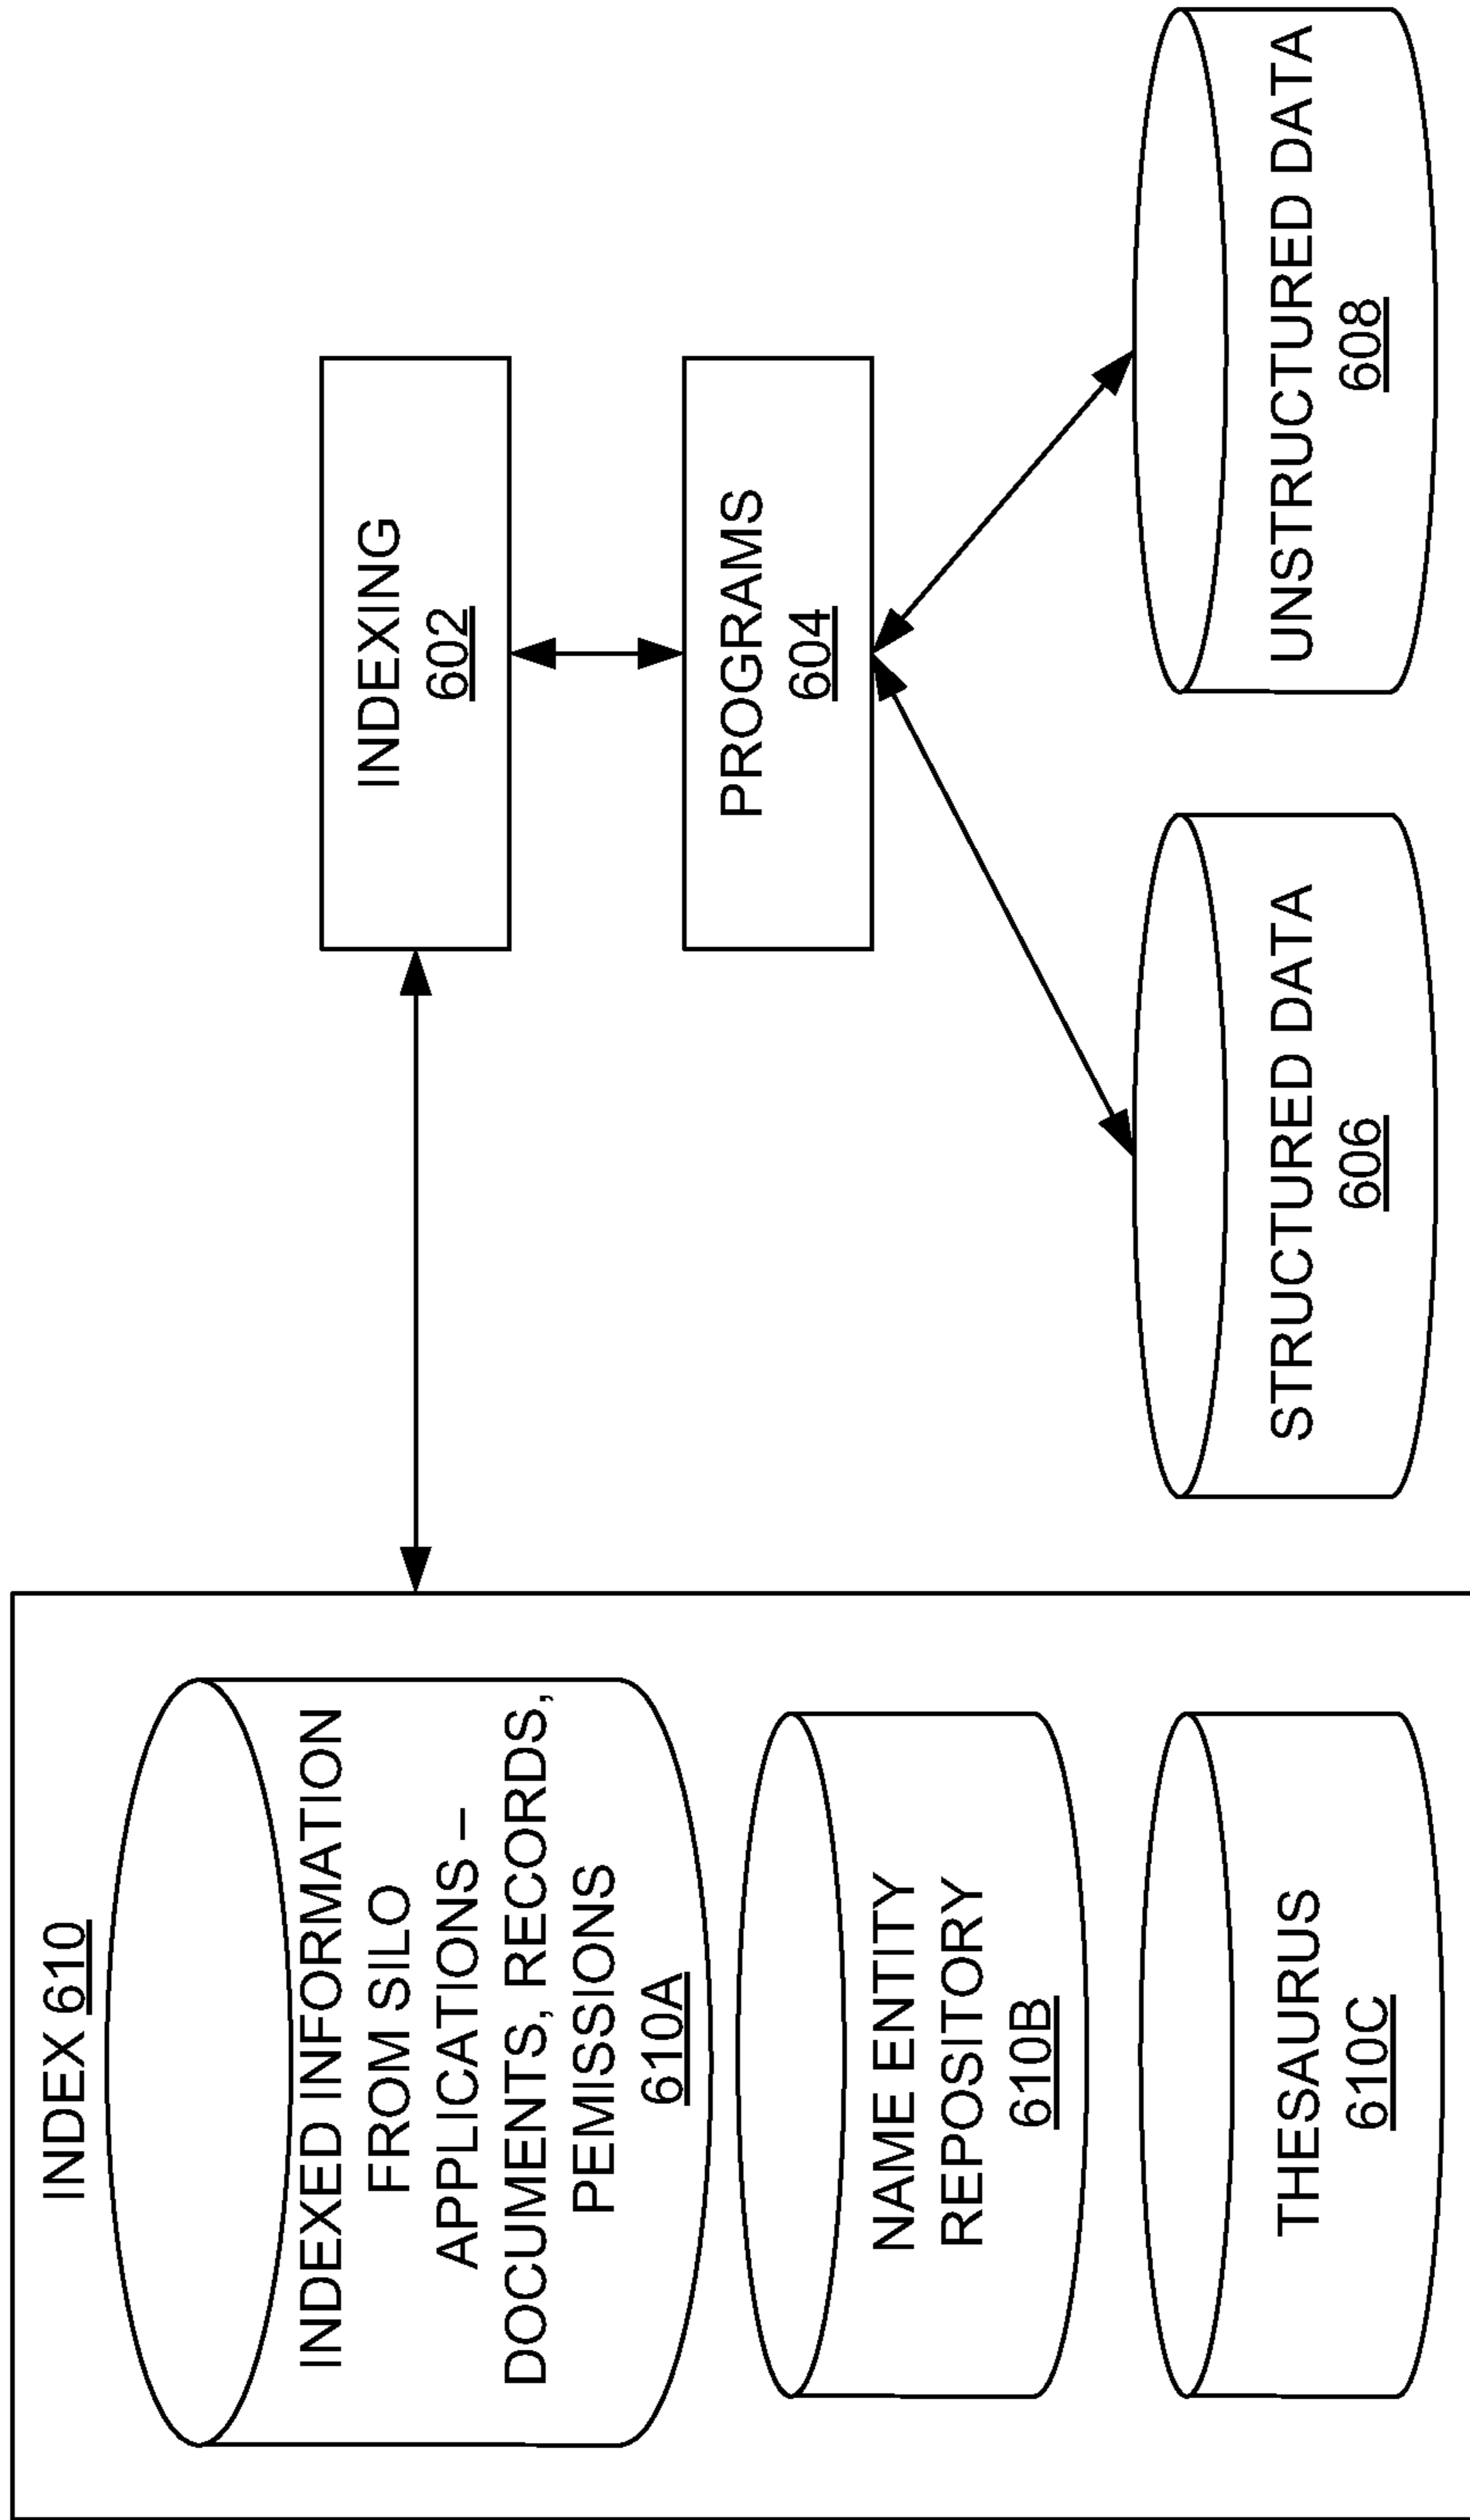 INDEX 610
INDEXED INFORMATION
FROM SILO
APPLICATIONS –
DOCUMENTS, RECORDS,
PEMISSIONS
610A
NAME ENTITY
REPOSITORY
610B
THESAURUS
610C
INDEXING
602
PROGRAMS
604
STRUCTURED DATA
606
UNSTRUCTURED DATA
608